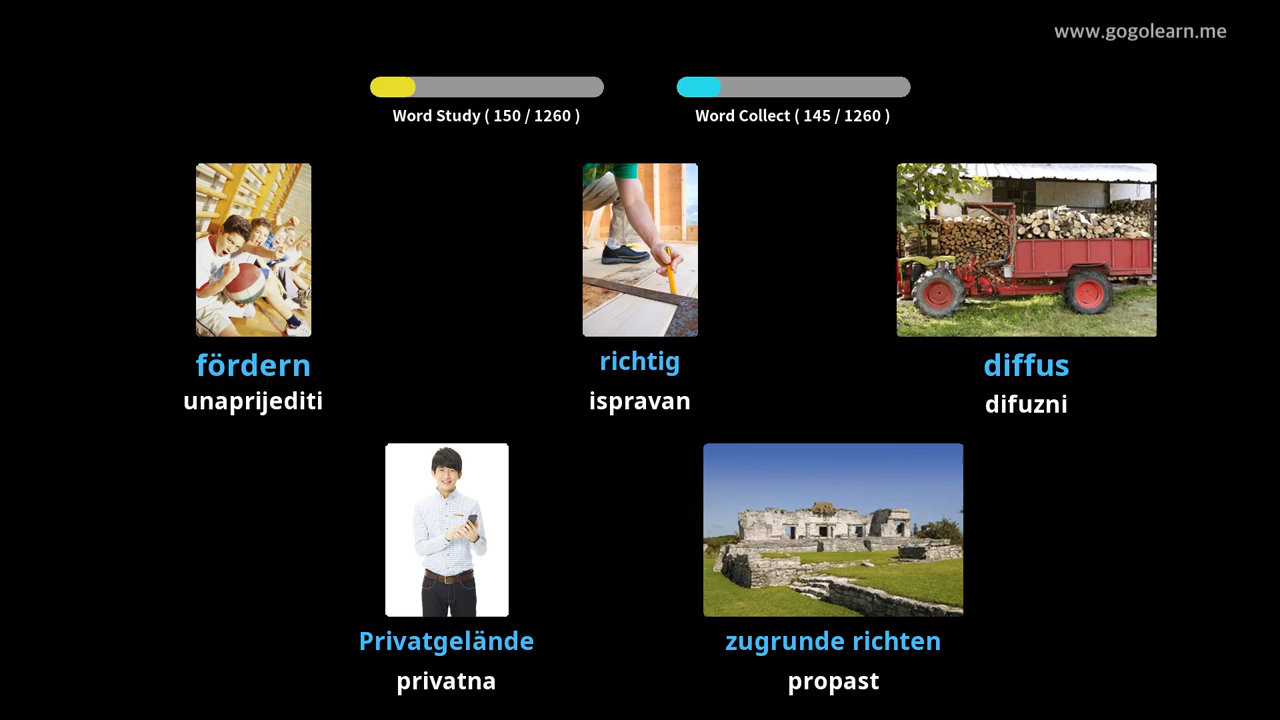 www.gogolearn.me
Word Study ( 150 / 1260 )
Word Collect ( 145 / 1260 )
fördern
unaprijediti
richtig
ispravan
diffus
difuzni
Privatgelände
privatna
zugrunde richten
propast